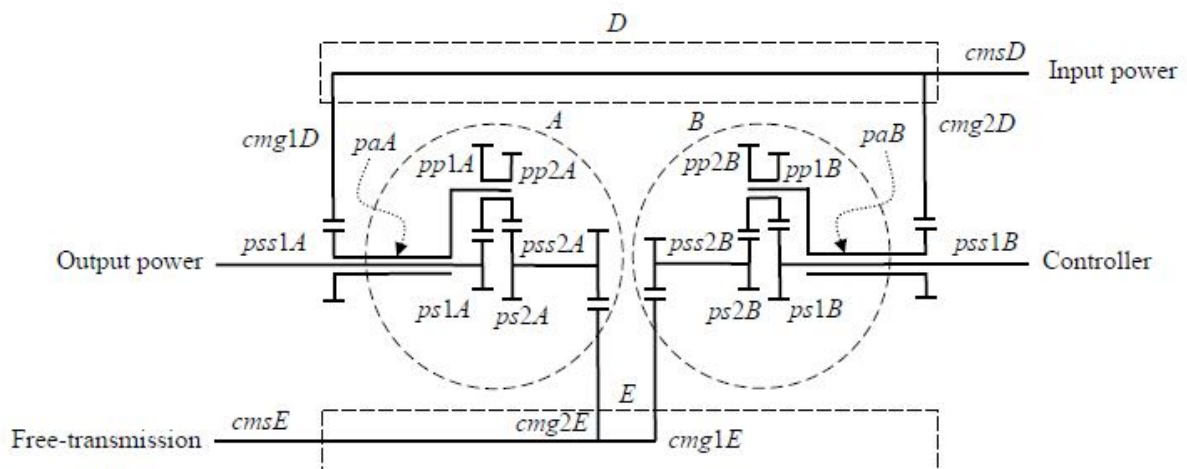 D
cmsD
Input power
cmg1D
paA
A
B
paB
cmg2D
pp1A
pp2A
pp2B
pp1B
pss1A
pss2A
pss2B
pss1B
Output power
Controller
ps1A
ps2A
ps2B
ps1B
E
cmsE
cmg2E
cmg1E
Free-transmission